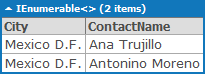 IEnumerable<> (2 items)
City ContactName
Mexico D.F. Ana Trujillo
Mexico D.F. Antonino Moreno